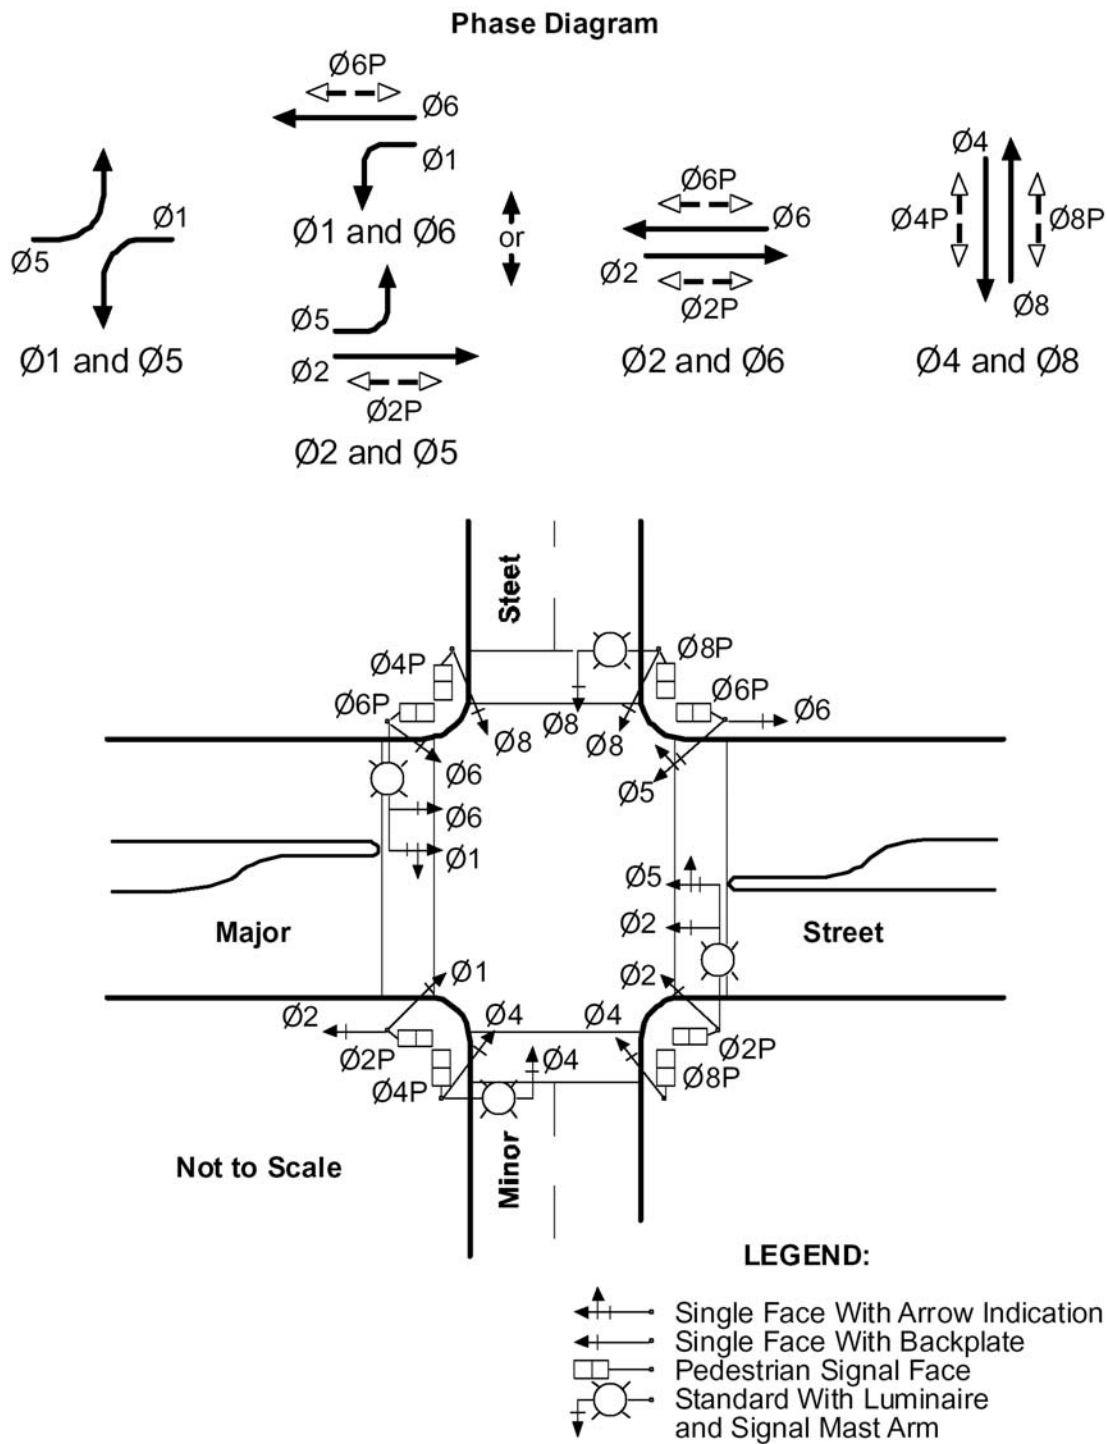 Phase Diagram
Ø6P
Ø6
Ø1
Ø1 and Ø6
or
Ø5
Ø2
Ø2P
Ø2 and Ø5
Ø1
Ø5
Ø1 and Ø5
Ø6P
Ø6
Ø2
Ø2P
Ø2 and Ø6
Ø4
Ø4P
Ø8P
Ø8
Ø4 and Ø8
Steet
Ø4P
Ø8P
Ø6P
Ø6P
Ø6
Ø8
Ø8
Ø8
Ø6
Ø5
Ø6
Ø1
Ø5
Major
Ø2
Street
Ø1
Ø2
Ø2
Ø4
Ø4
Ø2P
Ø4
Ø2P
Ø4P
Ø8P
Minor
Not to Scale
LEGEND:
Single Face With Arrow Indication
Single Face With Backplate
Pedestrian Signal Face
Standard With Luminaire
and Signal Mast Arm